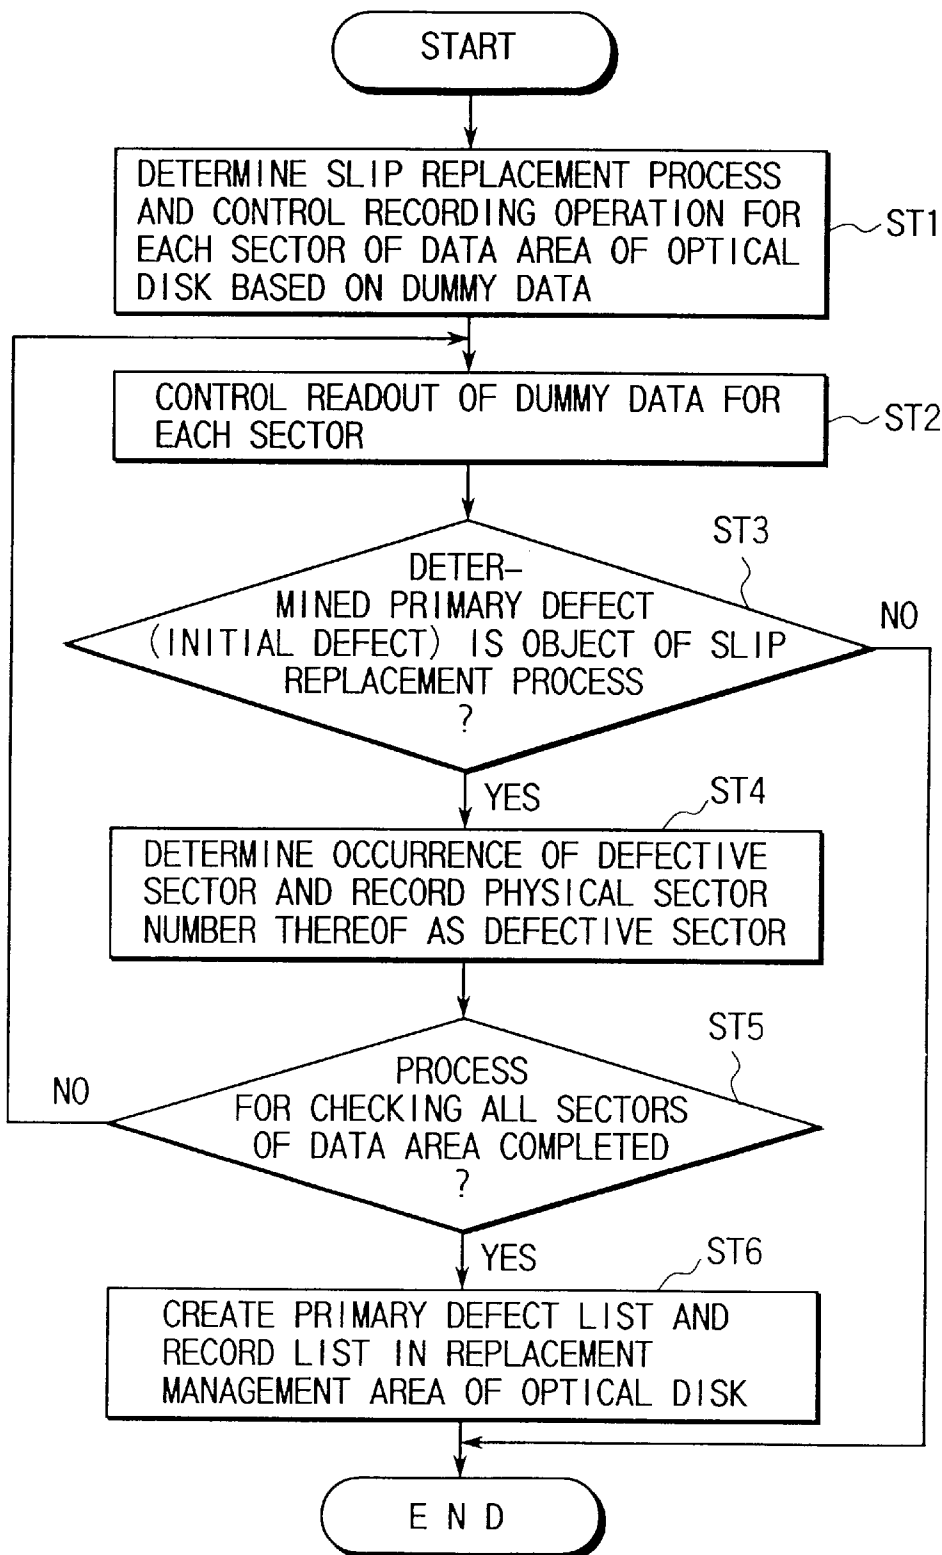 START
DETERMINE SLIP REPLACEMENT PROCESS
AND CONTROL RECORDING OPERATION FOR
EACH SECTOR OF DATA AREA OF OPTICAL
DISK BASED ON DUMMY DATA
ST1
CONTROL READOUT OF DUMMY DATA FOR
EACH SECTOR
ST2
ST3
DETER-
MINED PRIMARY DEFECT
(INITIAL DEFECT) IS OBJECT OF SLIP
REPLACEMENT PROCESS
?
NO
YES
ST4
DETERMINE OCCURRENCE OF DEFECTIVE
SECTOR AND RECORD PHYSICAL SECTOR
NUMBER THEREOF AS DEFECTIVE SECTOR
ST5
PROCESS
FOR CHECKING ALL SECTORS
OF DATA AREA COMPLETED
?
NO
YES
ST6
CREATE PRIMARY DEFECT LIST AND
RECORD LIST IN REPLACEMENT
MANAGEMENT AREA OF OPTICAL DISK
END